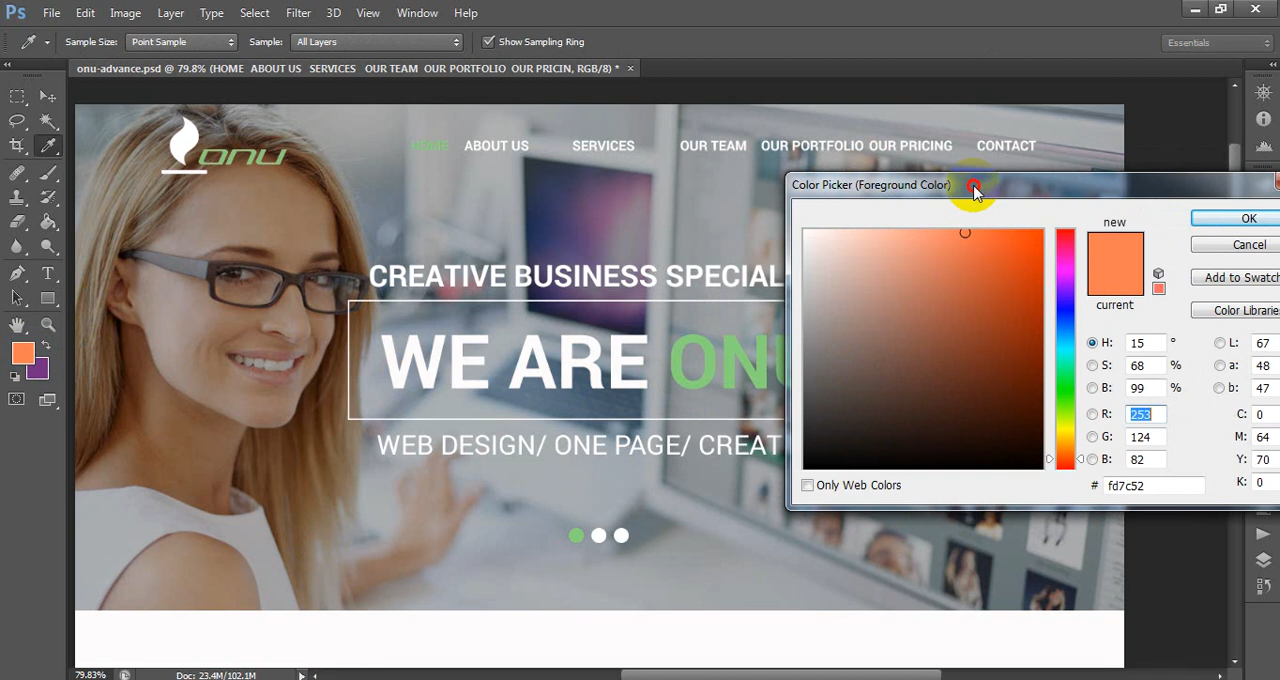 Ps File Edit Image Layer Type Select Filter 3D View Window Help
Sample Size: Point Sample Sample: All Layers Show Sampling Ring Essentials
onu-advance.psd @ 79.8% (HOME ABOUT US SERVICES OUR TEAM OUR PORTFOLIO OUR PRICIN, RGB/8) * ×
onu HOME ABOUT US SERVICES OUR TEAM OUR PORTFOLIO OUR PRICING CONTACT
Color Picker (Foreground Color)
new
OK
Cancel
Add to Swatch
Color Librarie
current
CREATIVE BUSINESS SPECIAL
WE ARE ONU
WEB DESIGN/ ONE PAGE/ CREAT
H: 15 ° L: 67
S: 68 % a: 48
B: 99 % b: 47
R: 253 C: 0
G: 124 M: 64
B: 82 Y: 70
Only Web Colors # fd7c52 K: 0
79.83% Doc: 23.4M/102.1M